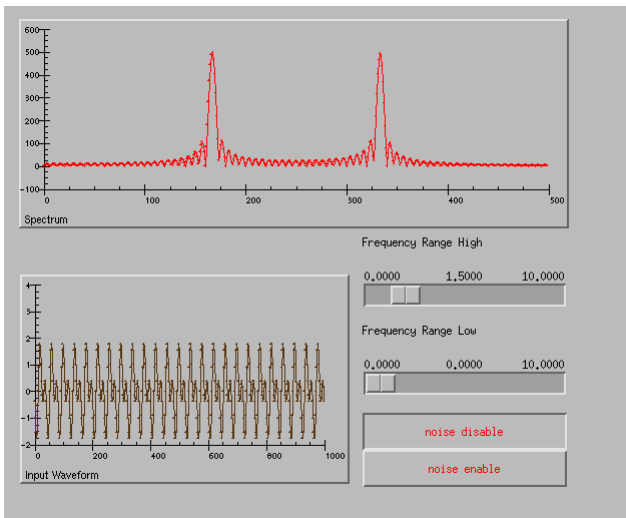 600
500
400
300
200
100
0
-100
0 100 200 300 400 500
Spectrum
Frequency Range High
0.0000 1.5000 10.0000
Frequency Range Low
0.0000 0.0000 10.0000
noise disable
noise enable
4
3
2
1
0
-1
-2
0 200 400 600 800 1000
Input Waveform